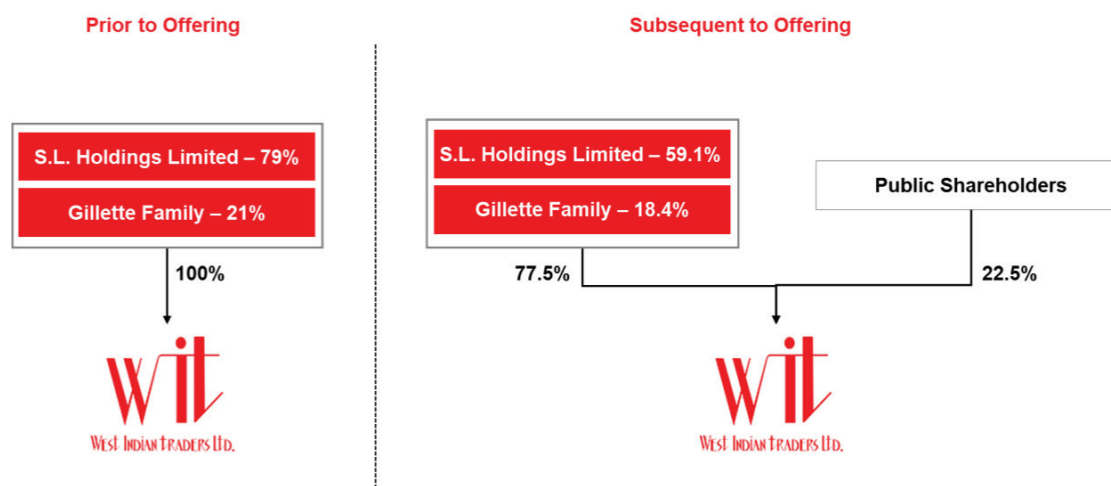 Prior to Offering
S.L. Holdings Limited – 79%
Gillette Family – 21%
100%
wit
WEST INDIAN TRADERS LTD.
Subsequent to Offering
S.L. Holdings Limited – 59.1%
Gillette Family – 18.4%
Public Shareholders
77.5%
22.5%
wit
WEST INDIAN TRADERS LTD.